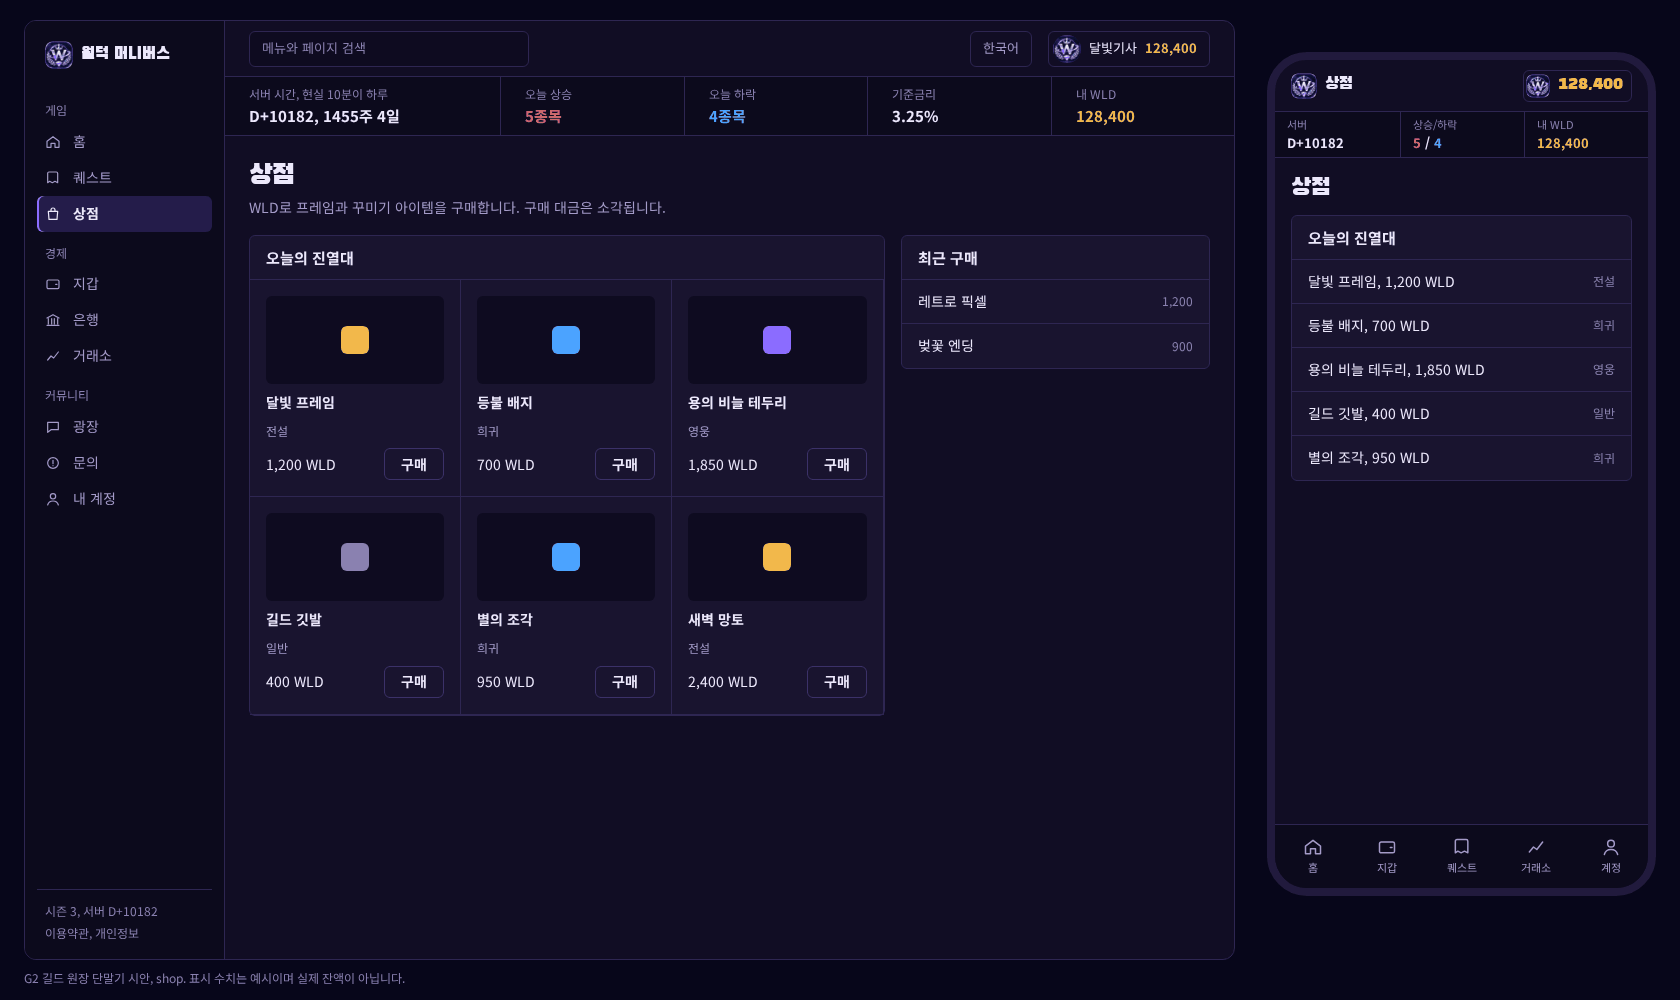 월덕 머니버스
게임
홈
퀘스트
상점
경제
지갑
은행
거래소
커뮤니티
광장
문의
내 계정
시즌 3, 서버 D+10182
이용약관, 개인정보
메뉴와 페이지 검색
한국어
달빛기사 128,400
서버 시간, 현실 10분이 하루
D+10182, 1455주 4일
오늘 상승
5종목
오늘 하락
4종목
기준금리
3.25%
내 WLD
128,400
상점
WLD로 프레임과 꾸미기 아이템을 구매합니다. 구매 대금은 소각됩니다.
오늘의 진열대
달빛 프레임
전설
1,200 WLD 구매
등불 배지
희귀
700 WLD 구매
용의 비늘 테두리
영웅
1,850 WLD 구매
길드 깃발
일반
400 WLD 구매
별의 조각
희귀
950 WLD 구매
새벽 망토
전설
2,400 WLD 구매
최근 구매
레트로 픽셀 1,200
벚꽃 엔딩 900
상점 128,400
서버
D+10182
상승/하락
5 / 4
내 WLD
128,400
상점
오늘의 진열대
달빛 프레임, 1,200 WLD 전설
등불 배지, 700 WLD 희귀
용의 비늘 테두리, 1,850 WLD 영웅
길드 깃발, 400 WLD 일반
별의 조각, 950 WLD 희귀
홈
지갑
퀘스트
거래소
계정
G2 길드 원장 단말기 시안, shop. 표시 수치는 예시이며 실제 잔액이 아닙니다.